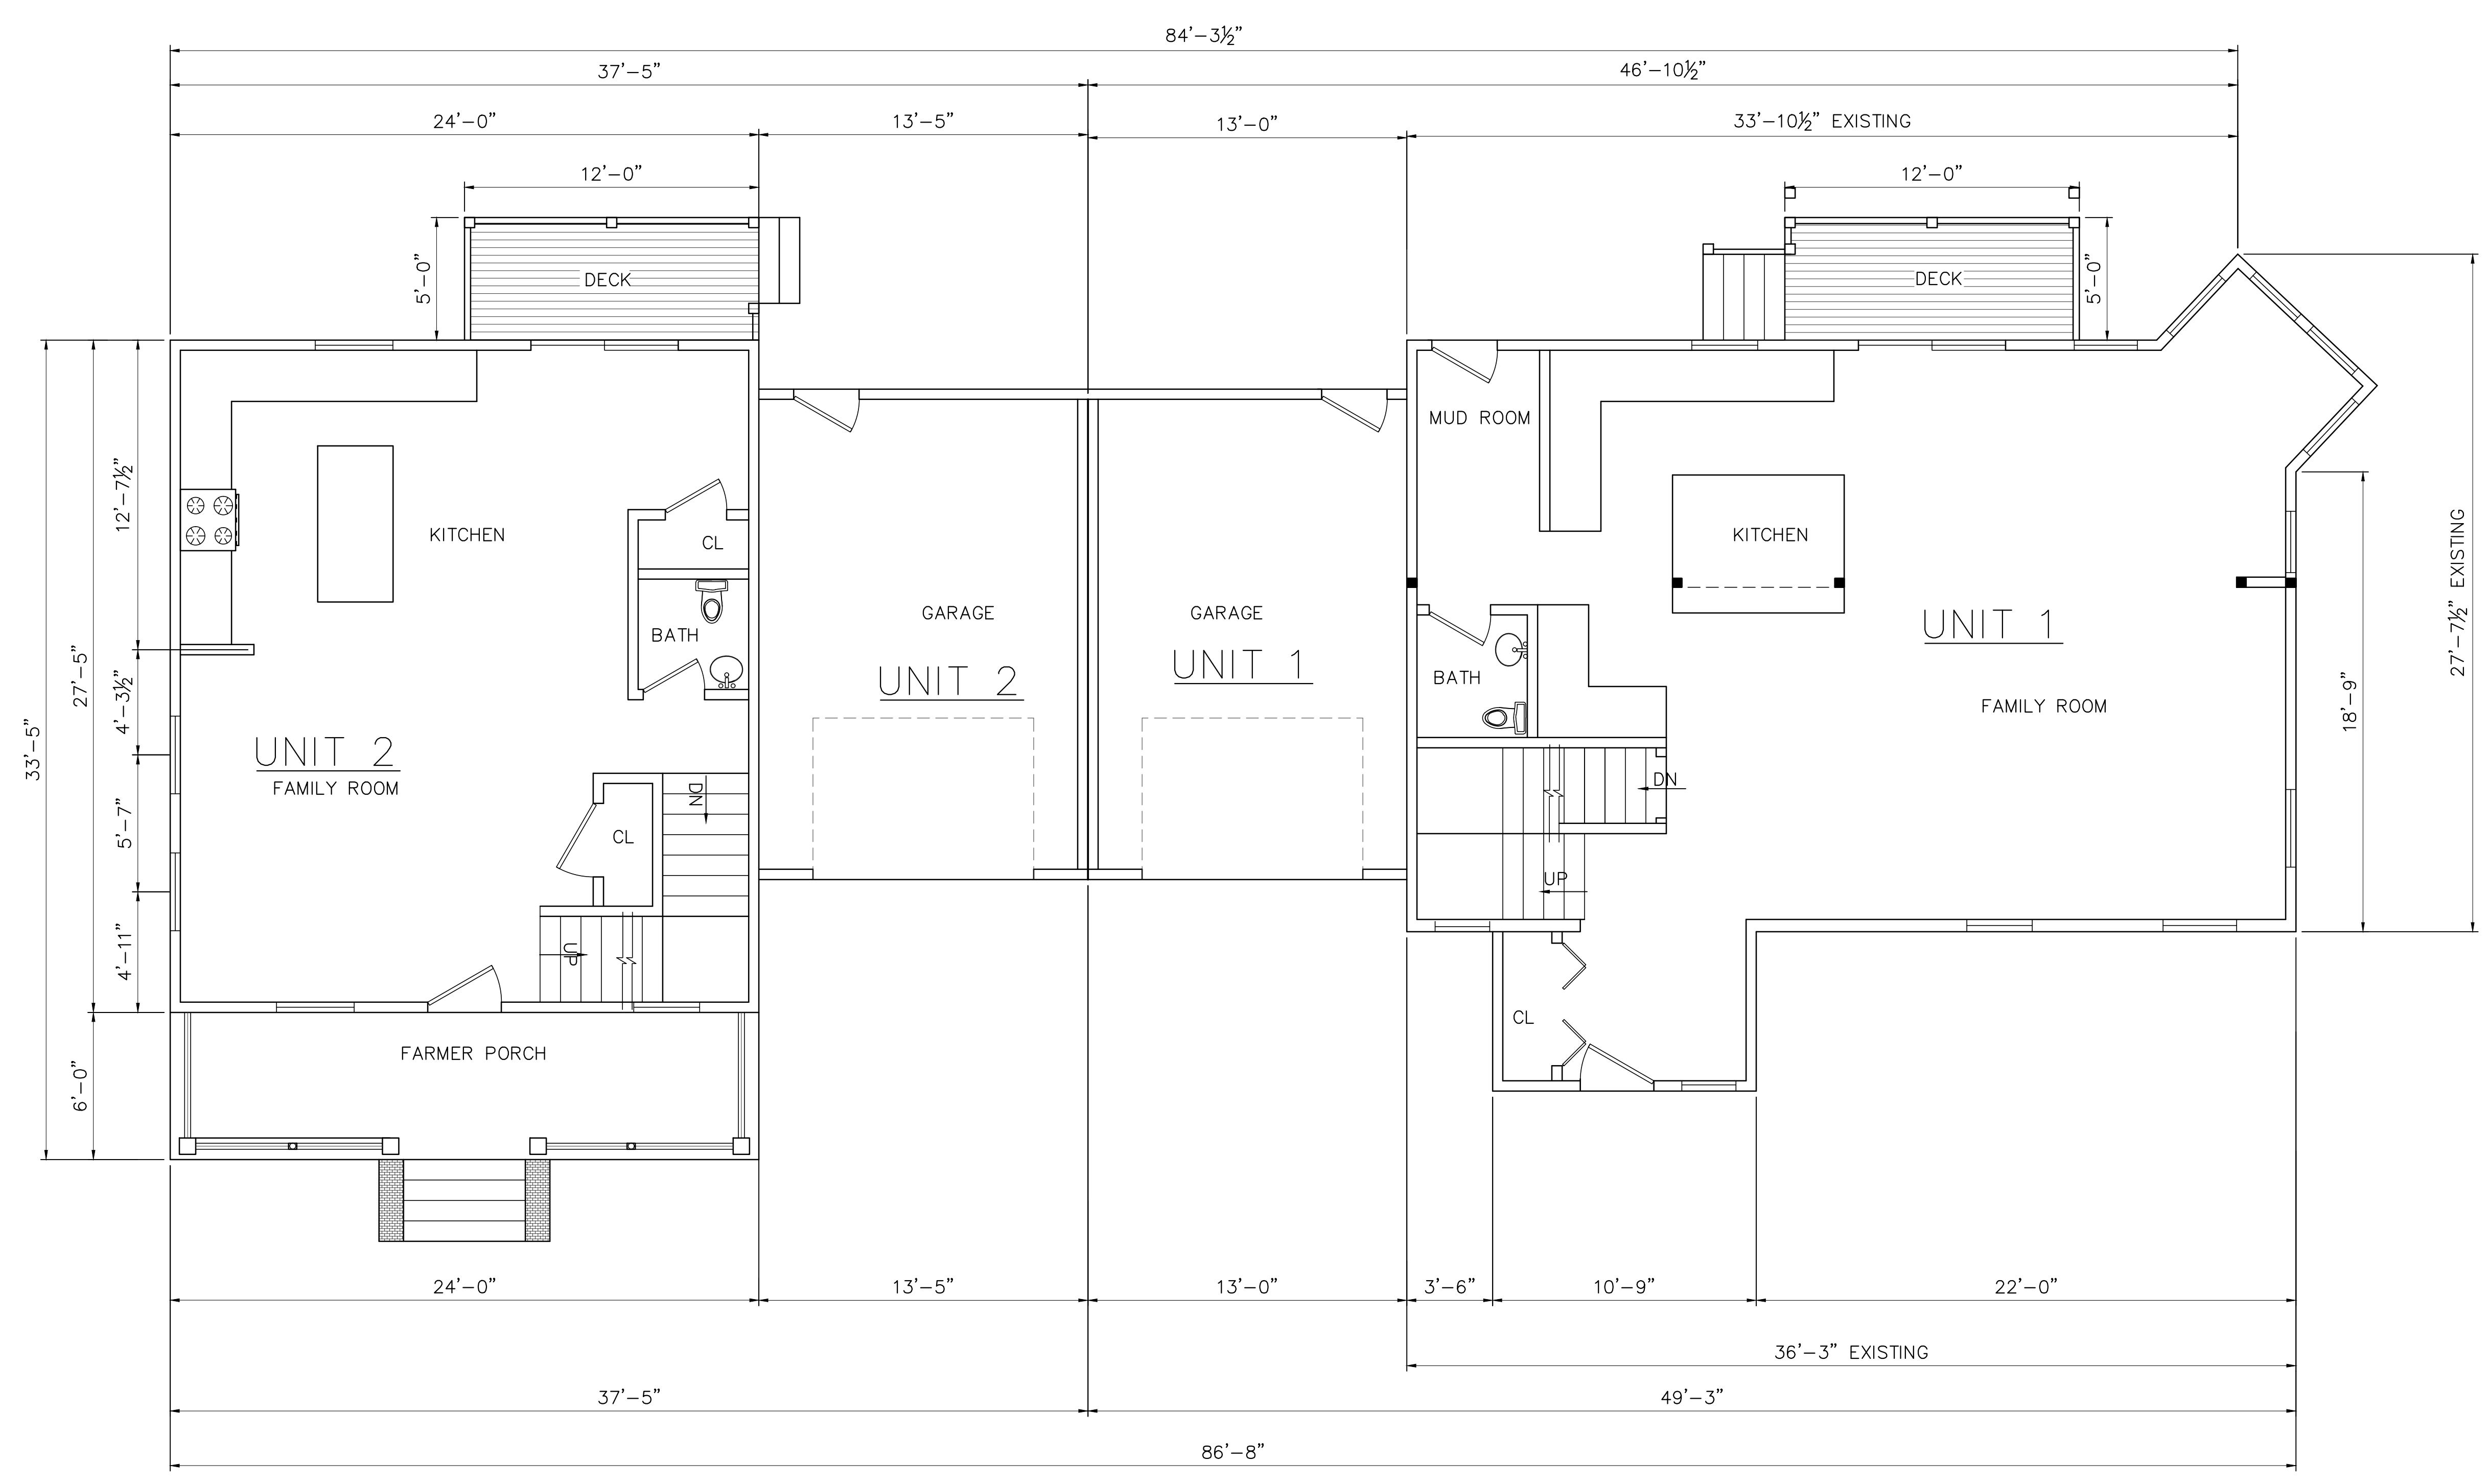 84'-3½"
37'-5"
46'-10½"
24'-0"
13'-5"
13'-0"
33'-10½" EXISTING
12'-0"
12'-0"
5'-0"
DECK
DECK
5'-0"
MUD ROOM
12'-7½"
KITCHEN
CL
KITCHEN
27'-7½" EXISTING
GARAGE
GARAGE
BATH
UNIT 1
UNIT 2
UNIT 1
BATH
27'-5"
4'-3½"
FAMILY ROOM
18'-9"
33'-5"
UNIT 2
FAMILY ROOM
DN
DN
5'-7"
CL
UP
4'-11"
UP
CL
FARMER PORCH
6'-0"
24'-0"
13'-5"
13'-0"
3'-6"
10'-9"
22'-0"
36'-3" EXISTING
37'-5"
49'-3"
86'-8"